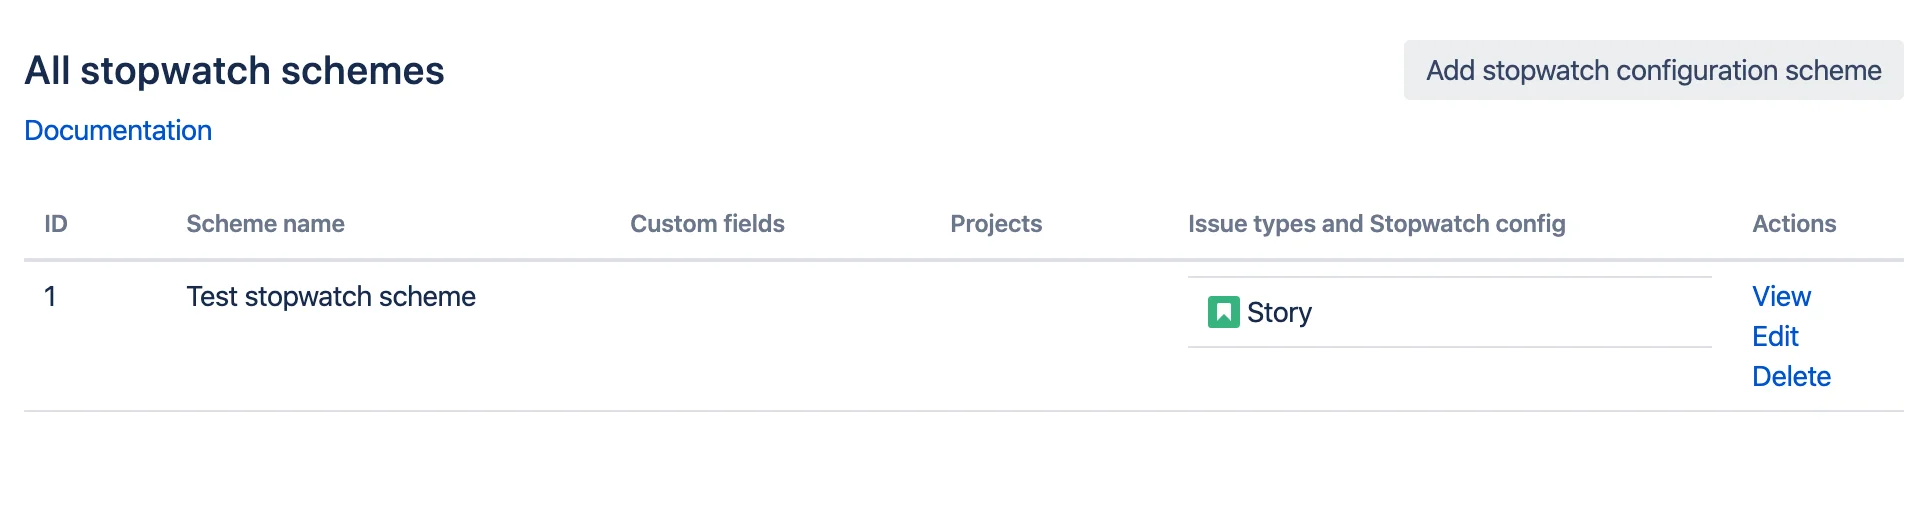 All stopwatch schemes
Add stopwatch configuration scheme
Documentation
ID Scheme name Custom fields Projects Issue types and Stopwatch config Actions
1 Test stopwatch scheme Story View
Edit
Delete